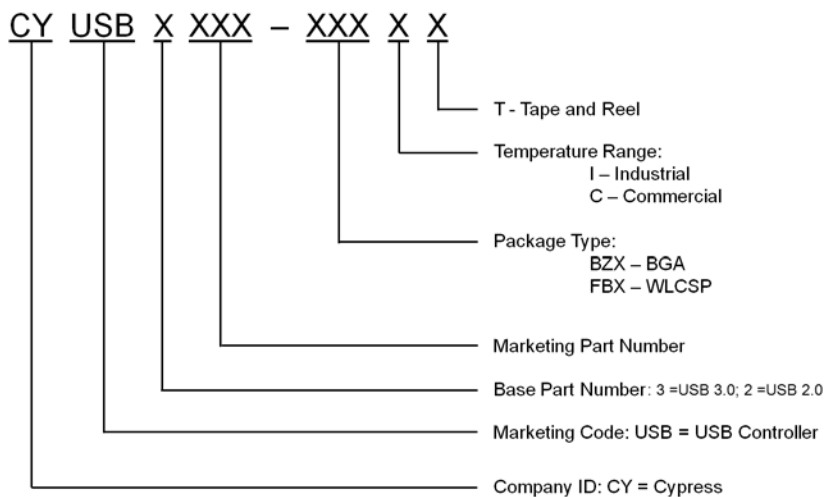 CY USB X XXX – XXX X X
T - Tape and Reel
Temperature Range:
I – Industrial
C – Commercial
Package Type:
BZX – BGA
FBX – WLCSP
Marketing Part Number
Base Part Number: 3 =USB 3.0; 2 =USB 2.0
Marketing Code: USB = USB Controller
Company ID: CY = Cypress